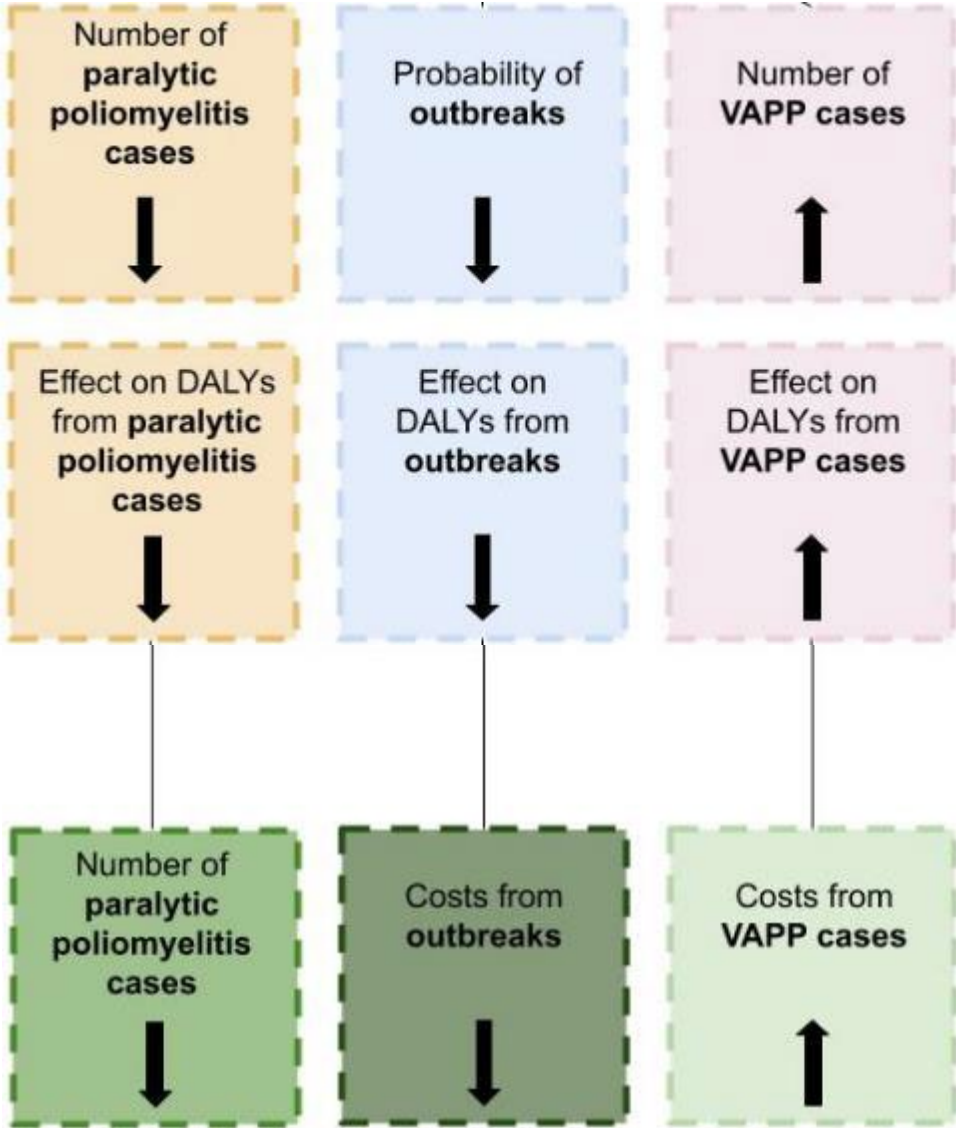 Number of
paralytic
poliomyelitis
cases
Probability of
outbreaks
Number of
VAPP cases
Effect on DALYs
from paralytic
poliomyelitis
cases
Effect on
DALYs from
outbreaks
Effect on
DALYs from
VAPP cases
Number of
paralytic
poliomyelitis
cases
Costs from
outbreaks
Costs from
VAPP cases